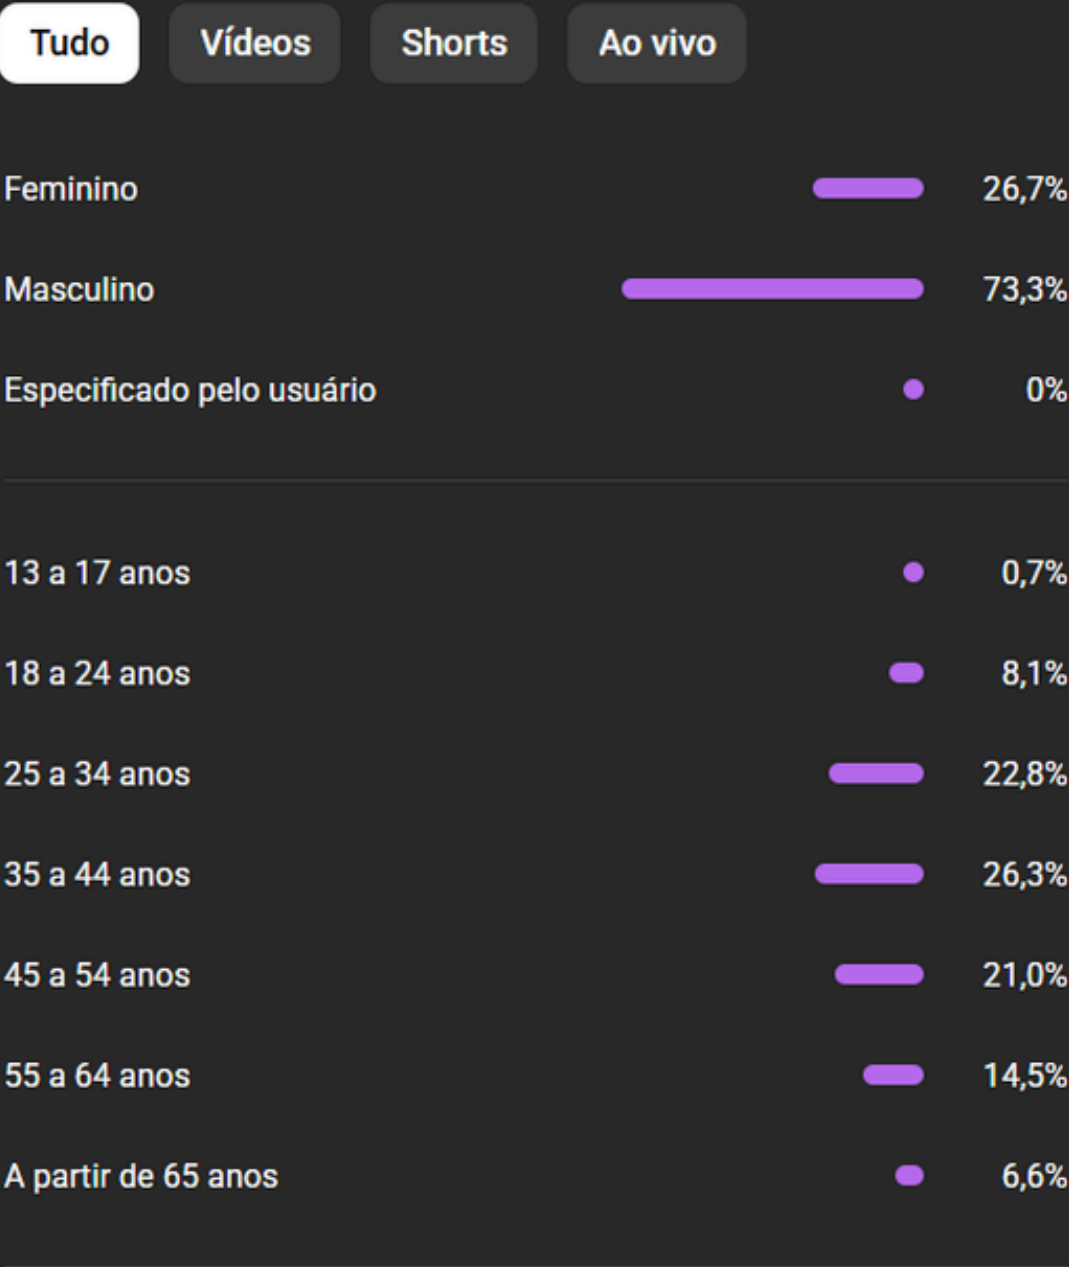 Tudo Vídeos Shorts Ao vivo
Feminino 26,7%
Masculino 73,3%
Especificado pelo usuário 0%
13 a 17 anos 0,7%
18 a 24 anos 8,1%
25 a 34 anos 22,8%
35 a 44 anos 26,3%
45 a 54 anos 21,0%
55 a 64 anos 14,5%
A partir de 65 anos 6,6%